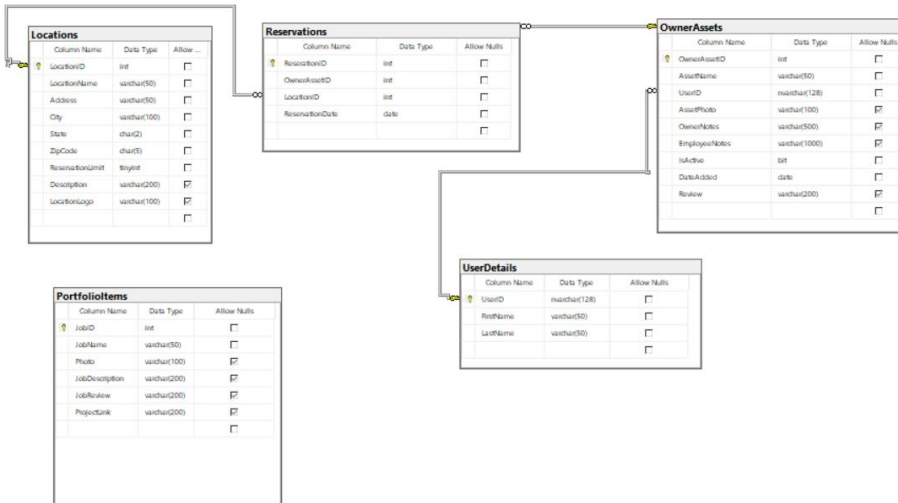 Locations
Column Name Data Type Allow ...
LocationID int
LocationName varchar(50)
Address varchar(50)
City varchar(100)
State char(2)
ZipCode char(5)
ReservationLimit tinyint
Description varchar(200)
LocationLogo varchar(100)
Reservations
Column Name Data Type Allow Nulls
ReserationID int
OwnerAssetID int
LocationID int
ReservationDate date
OwnerAssets
Column Name Data Type Allow Nulls
OwnerAssetID int
AssetName varchar(50)
UserID nvarchar(128)
AssetPhoto varchar(100)
OwnerNotes varchar(500)
EmployeeNotes varchar(1000)
IsActive bit
DateAdded date
Review varchar(200)
UserDetails
Column Name Data Type Allow Nulls
UserID nvarchar(128)
FirstName varchar(50)
LastName varchar(50)
PortfolioItems
Column Name Data Type Allow Nulls
JobID int
JobName varchar(50)
Photo varchar(100)
JobDescription varchar(200)
JobReview varchar(200)
ProjectLink varchar(200)